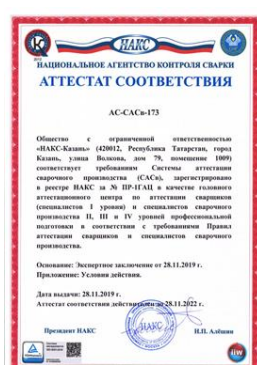 НАКС
НАЦИОНАЛЬНОЕ АГЕНТСТВО КОНТРОЛЯ СВАРКИ
АТТЕСТАТ СООТВЕТСТВИЯ
АС-САСв-173
Общество с ограниченной ответственностью
«НАКС-Казань» (420012, Республика Татарстан, город
Казань, улица Волкова, дом 79, помещение 1009)
соответствует требованиям Системы аттестации
сварочного производства (САСв), зарегистрировано
в реестре НАКС за № ПР-1ГАЦ в качестве головного
аттестационного центра по аттестации сварщиков
(специалистов I уровня) и специалистов сварочного
производства II, III и IV уровней профессиональной
подготовки в соответствии с требованиями Правил
аттестации сварщиков и специалистов сварочного
производства.
Основание: Экспертное заключение от 28.11.2019 г.
Приложение: Условия действия.
Дата выдачи: 28.11.2019 г.
Аттестат соответствия действителен до 28.11.2022 г.
НАКС
Президент НАКС
Н.П. Алёшин
iiw